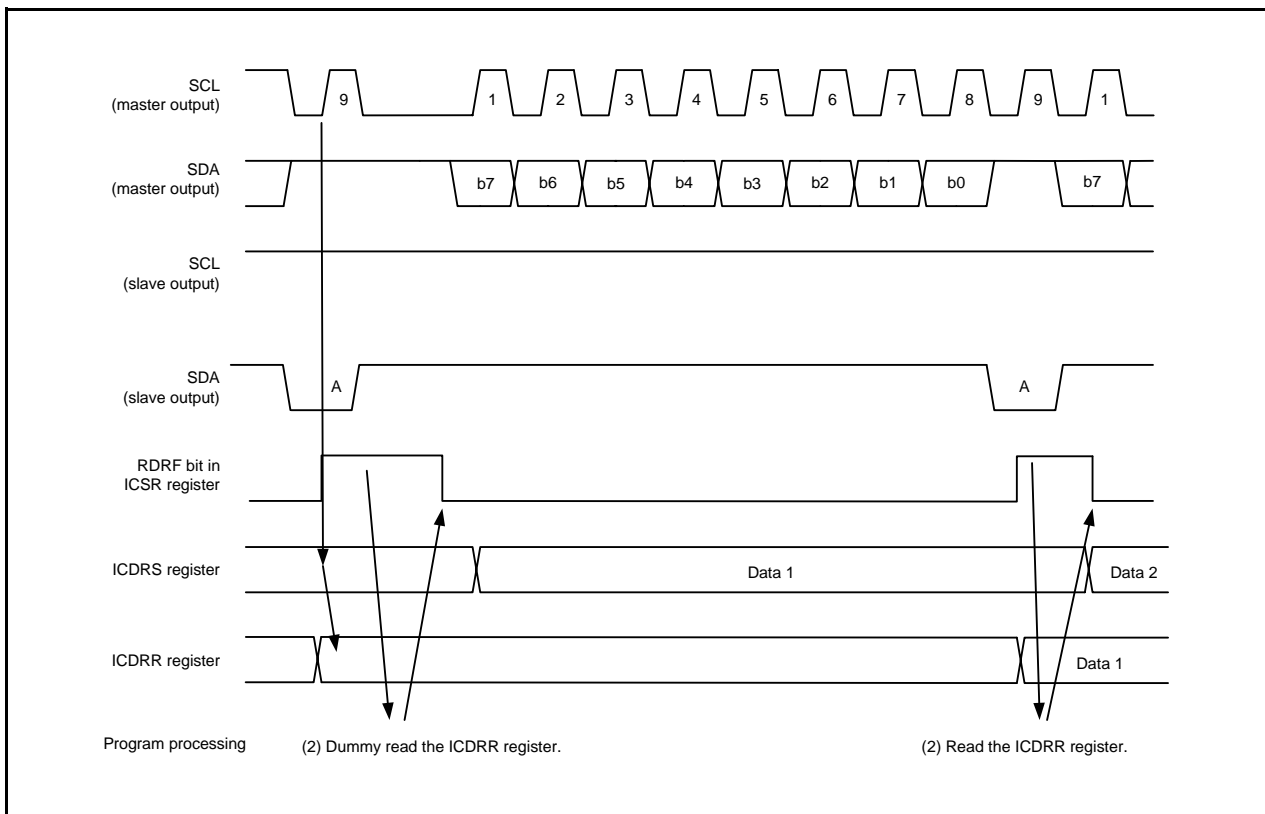 SCL
(master output)
9 1 2 3 4 5 6 7 8 9 1
SDA
(master output)
b7 b6 b5 b4 b3 b2 b1 b0 b7
SCL
(slave output)
SDA
(slave output)
A A
RDRF bit in
ICSR register
ICDRS register
Data 1 Data 2
ICDRR register
Data 1
Program processing (2) Dummy read the ICDRR register. (2) Read the ICDRR register.